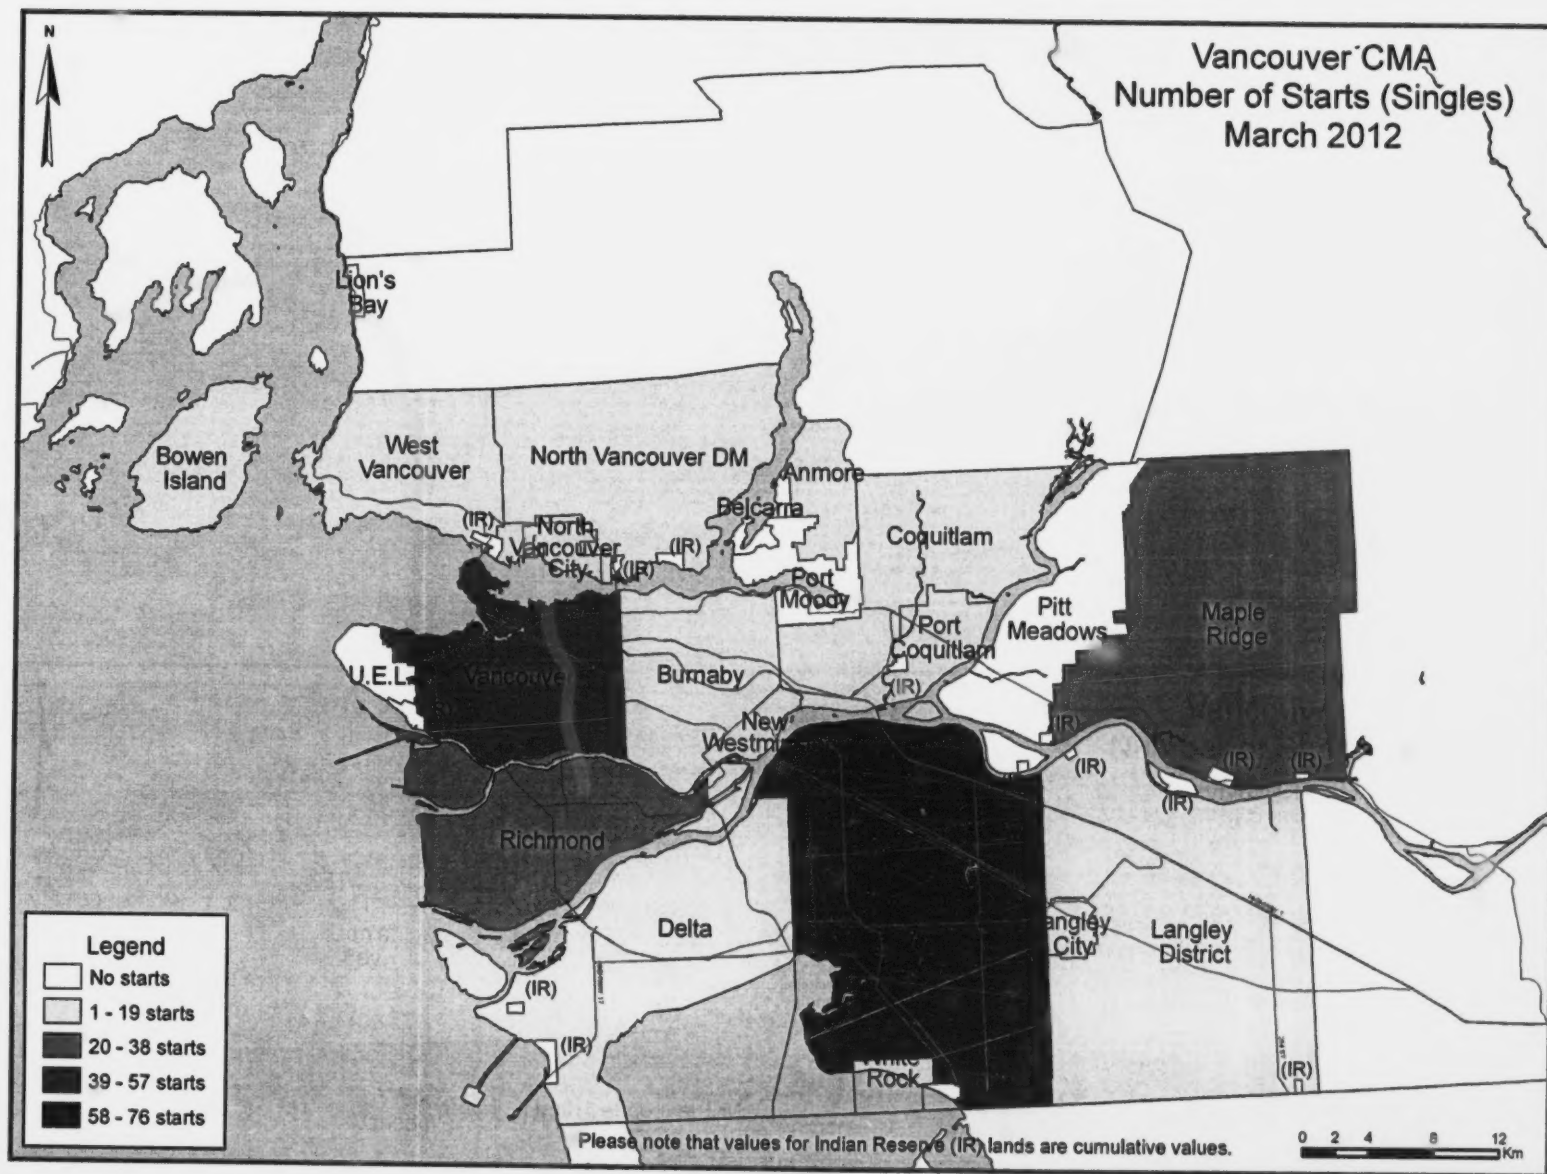 N
Vancouver CMA
Number of Starts (Singles)
March 2012
Lion's
Bay
Bowen
Island
West
Vancouver
North Vancouver DM
Anmore
Belcarra
(IR)
North
Vancouver
City
(IR)
(IR)
Coquitlam
Port
Moody
Pitt
Meadows
Maple
Ridge
Port
Coquitlam
U.E.L.
Vancouver
Burnaby
(IR)
New
(IR)
(IR)
(IR)
(IR)
(IR)
Richmond
Delta
Langley
District
City
(IR)
(IR)
(IR)
Rock
Legend
No starts
1 - 19 starts
20 - 38 starts
39 - 57 starts
58 - 76 starts
Please note that values for Indian Reserve (IR) lands are cumulative values.
0 2 4 8 12
Km